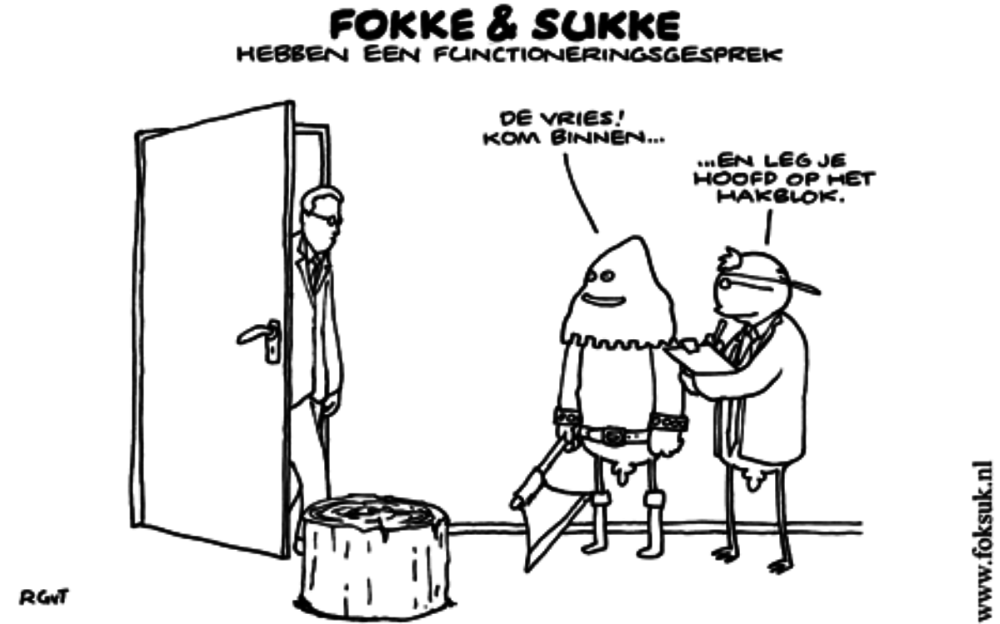 FOKKE & SUKKE
HEBBEN EEN FUNCTIONERINGSGESPREK
DE VRIES!
KOM BINNEN...
...EN LEG JE
HOOFD OP HET
HAKBLOK.
RGvT
www.foksuk.nl